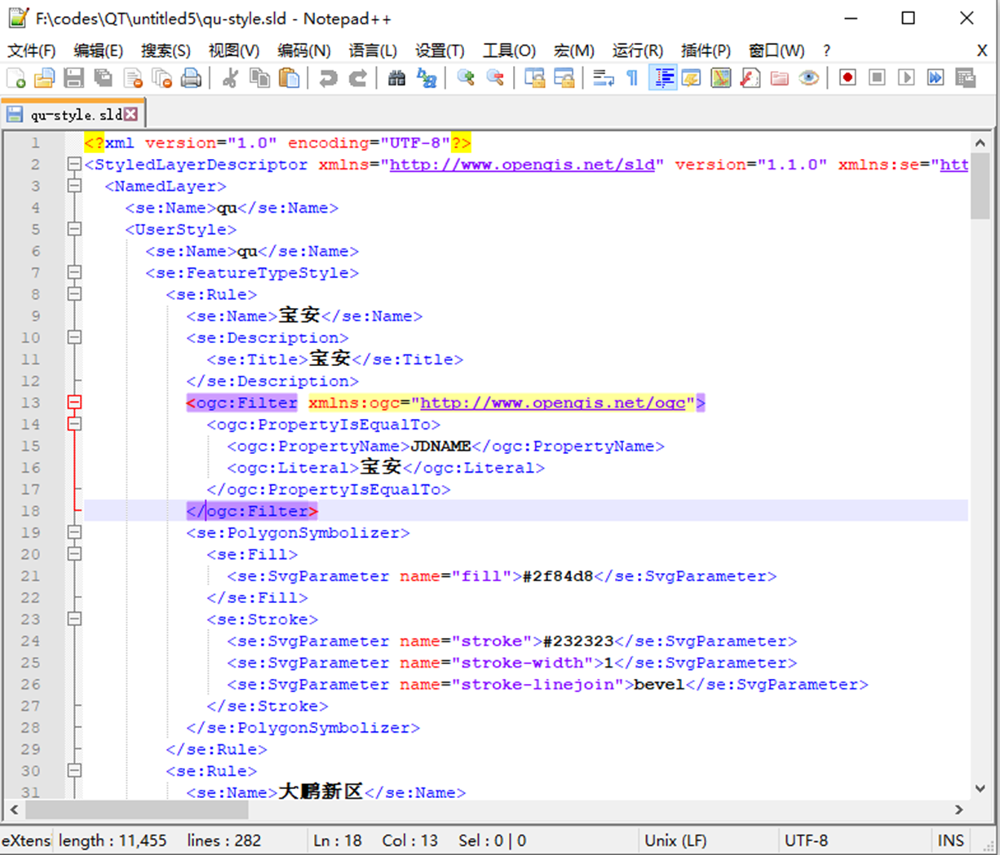 F:\codes\QT\untitled5\qu-style.sld - Notepad++
文件(F) 编辑(E) 搜索(S) 视图(V) 编码(N) 语言(L) 设置(T) 工具(O) 宏(M) 运行(R) 插件(P) 窗口(W) ? X
qu-style.sld
1 <?xml version="1.0" encoding="UTF-8"?>
2 <StyledLayerDescriptor xmlns="http://www.opengis.net/sld" version="1.1.0" xmlns:se="htt
3 <NamedLayer>
4 <se:Name>qu</se:Name>
5 <UserStyle>
6 <se:Name>qu</se:Name>
7 <se:FeatureTypeStyle>
8 <se:Rule>
9 <se:Name>宝安</se:Name>
10 <se:Description>
11 <se:Title>宝安</se:Title>
12 </se:Description>
13 <ogc:Filter xmlns:ogc="http://www.opengis.net/ogc">
14 <ogc:PropertyIsEqualTo>
15 <ogc:PropertyName>JDNAME</ogc:PropertyName>
16 <ogc:Literal>宝安</ogc:Literal>
17 </ogc:PropertyIsEqualTo>
18 </ogc:Filter>
19 <se:PolygonSymbolizer>
20 <se:Fill>
21 <se:SvgParameter name="fill">#2f84d8</se:SvgParameter>
22 </se:Fill>
23 <se:Stroke>
24 <se:SvgParameter name="stroke">#232323</se:SvgParameter>
25 <se:SvgParameter name="stroke-width">1</se:SvgParameter>
26 <se:SvgParameter name="stroke-linejoin">bevel</se:SvgParameter>
27 </se:Stroke>
28 </se:PolygonSymbolizer>
29 </se:Rule>
30 <se:Rule>
31 <se:Name>大鹏新区</se:Name>
eXtens length : 11,455 lines : 282 Ln : 18 Col : 13 Sel : 0 | 0 Unix (LF) UTF-8 INS